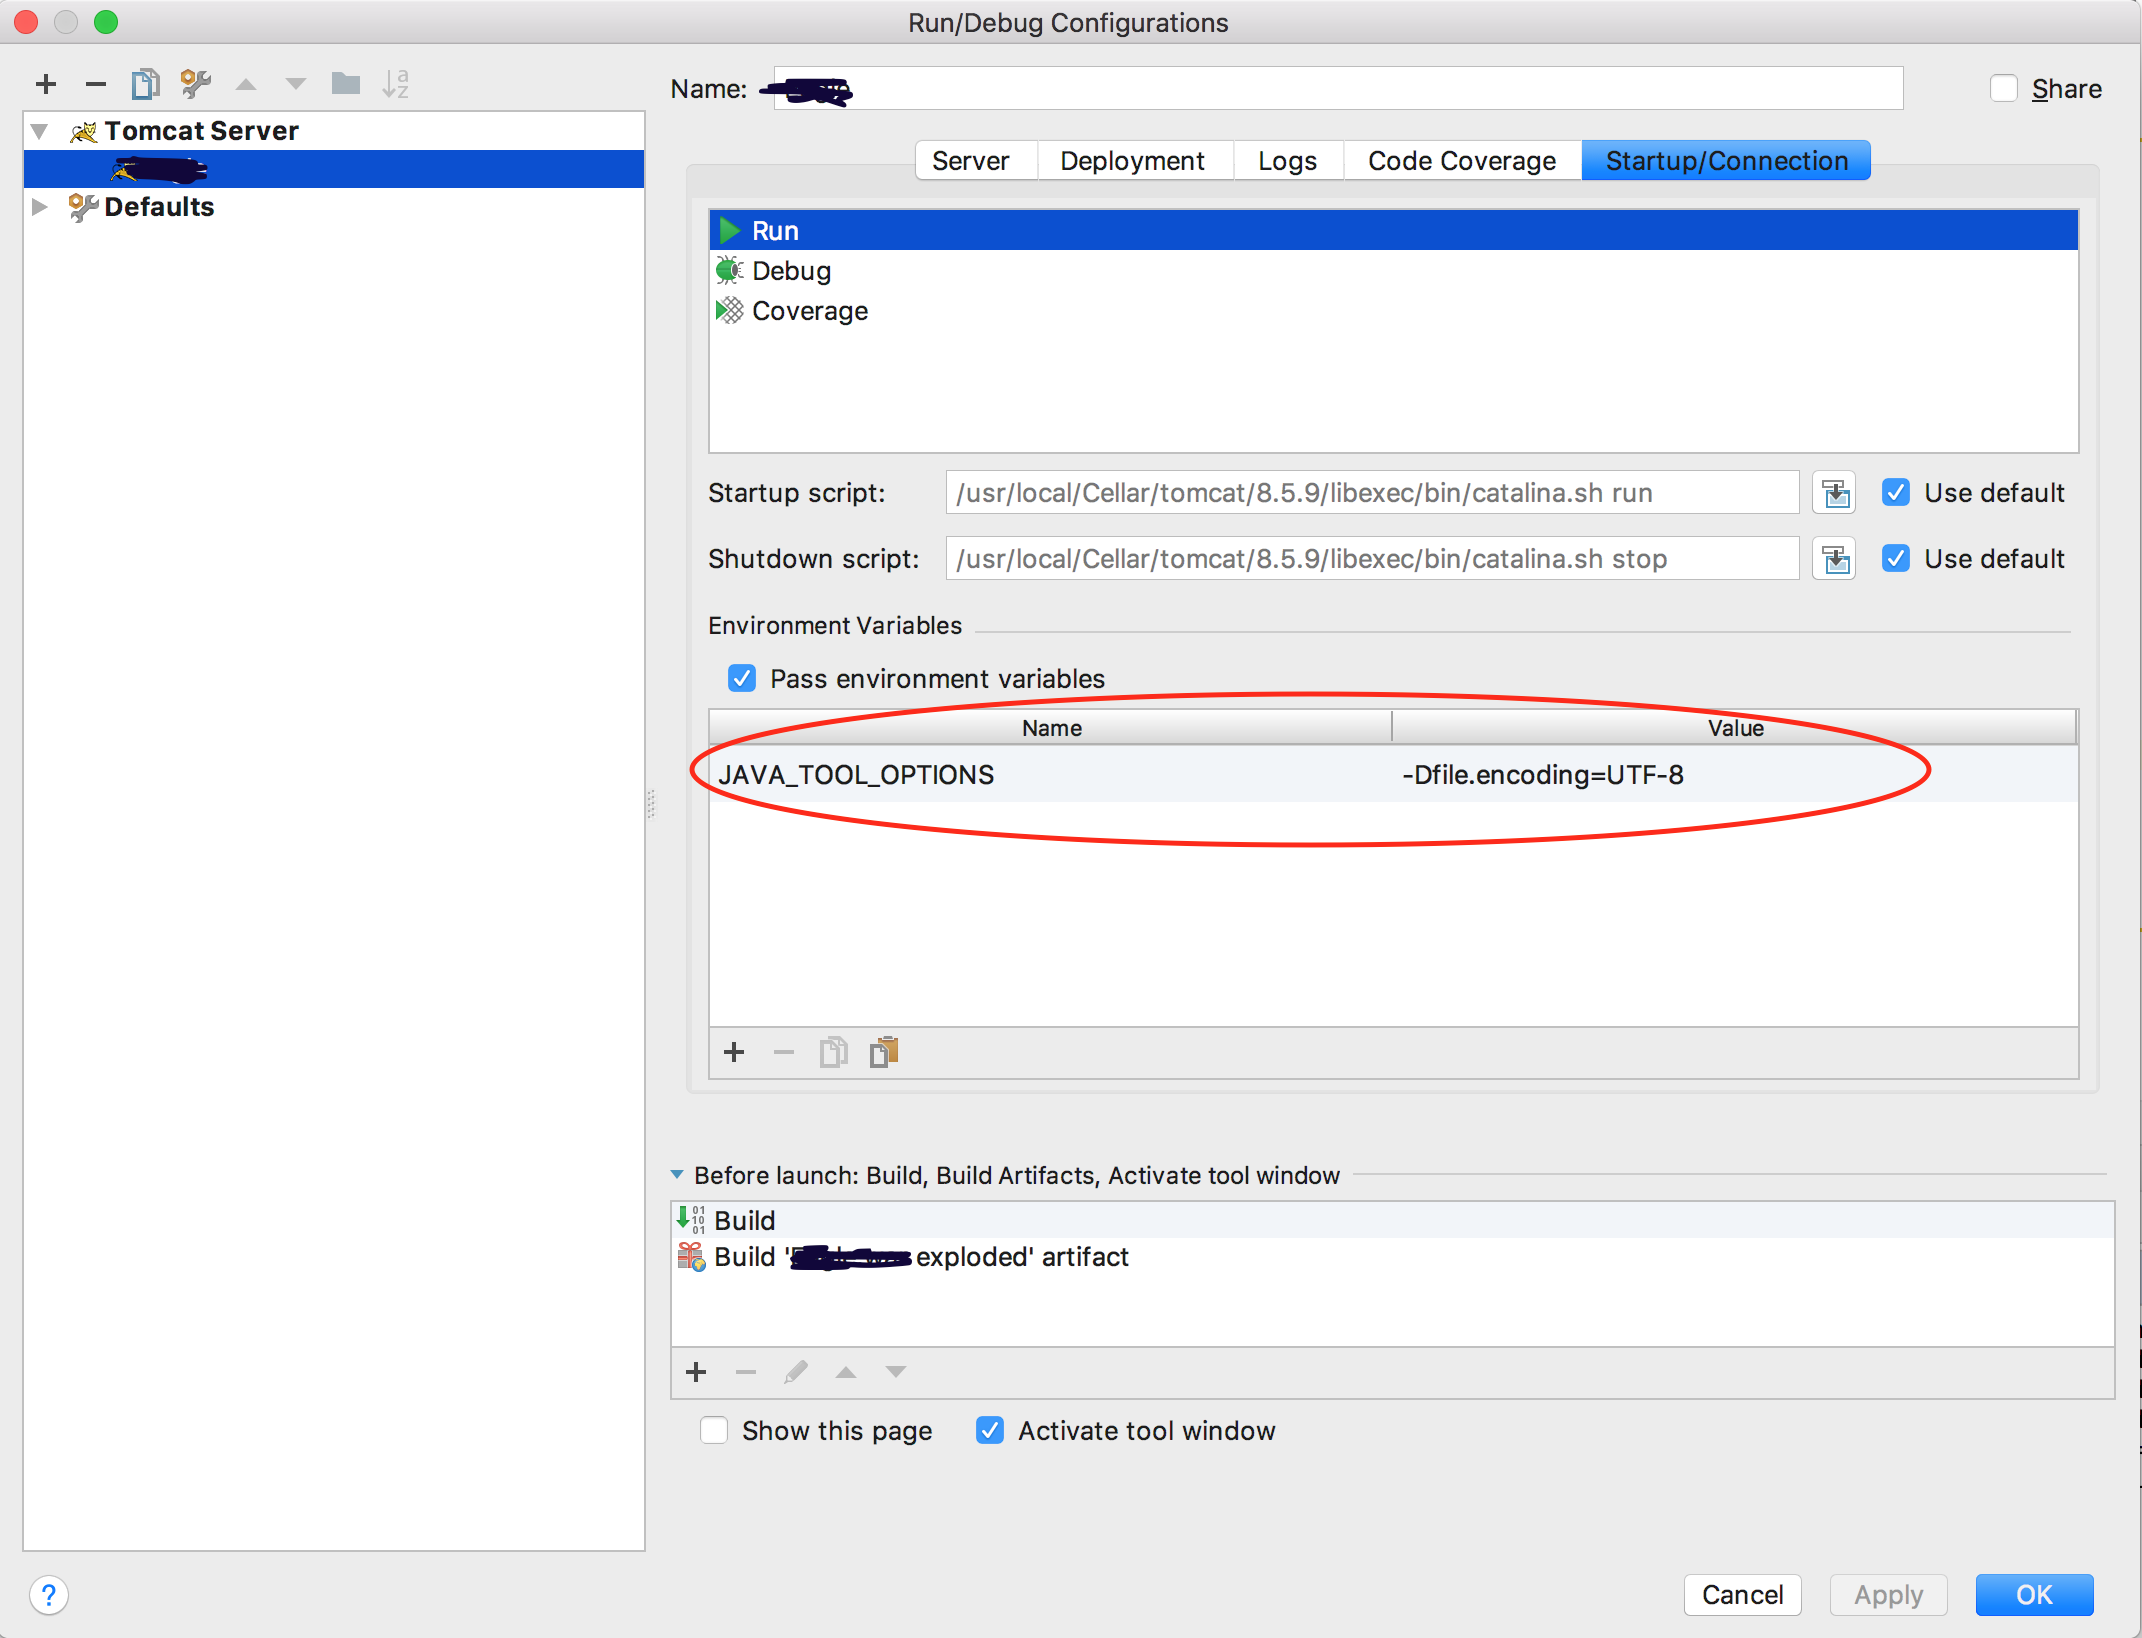 Run/Debug Configurations
Name:
Share
Tomcat Server
Defaults
Server Deployment Logs Code Coverage Startup/Connection
Run
Debug
Coverage
Startup script: /usr/local/Cellar/tomcat/8.5.9/libexec/bin/catalina.sh run Use default
Shutdown script: /usr/local/Cellar/tomcat/8.5.9/libexec/bin/catalina.sh stop Use default
Environment Variables
Pass environment variables
Name Value
JAVA_TOOL_OPTIONS -Dfile.encoding=UTF-8
Before launch: Build, Build Artifacts, Activate tool window
Build
Build ' exploded' artifact
Show this page Activate tool window
? Cancel Apply OK